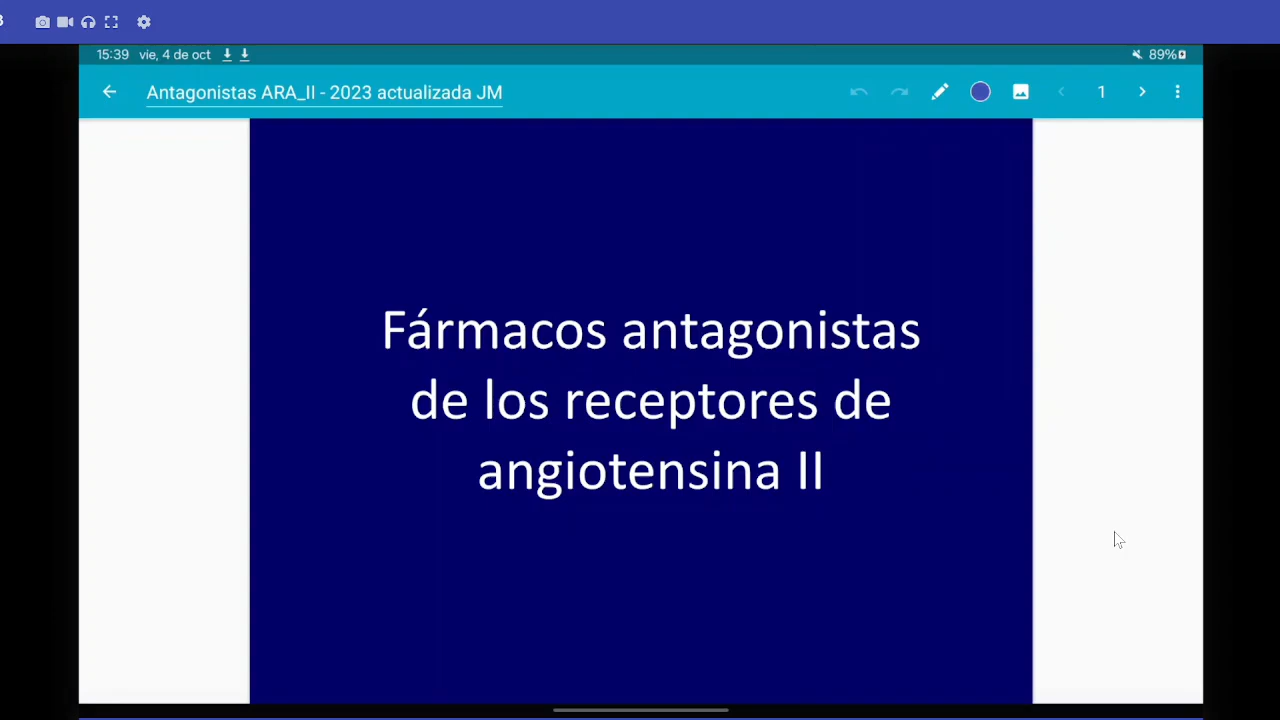 15:39 vie, 4 de oct 89%
Antagonistas ARA_II - 2023 actualizada JM 1
Fármacos antagonistas
de los receptores de
angiotensina II